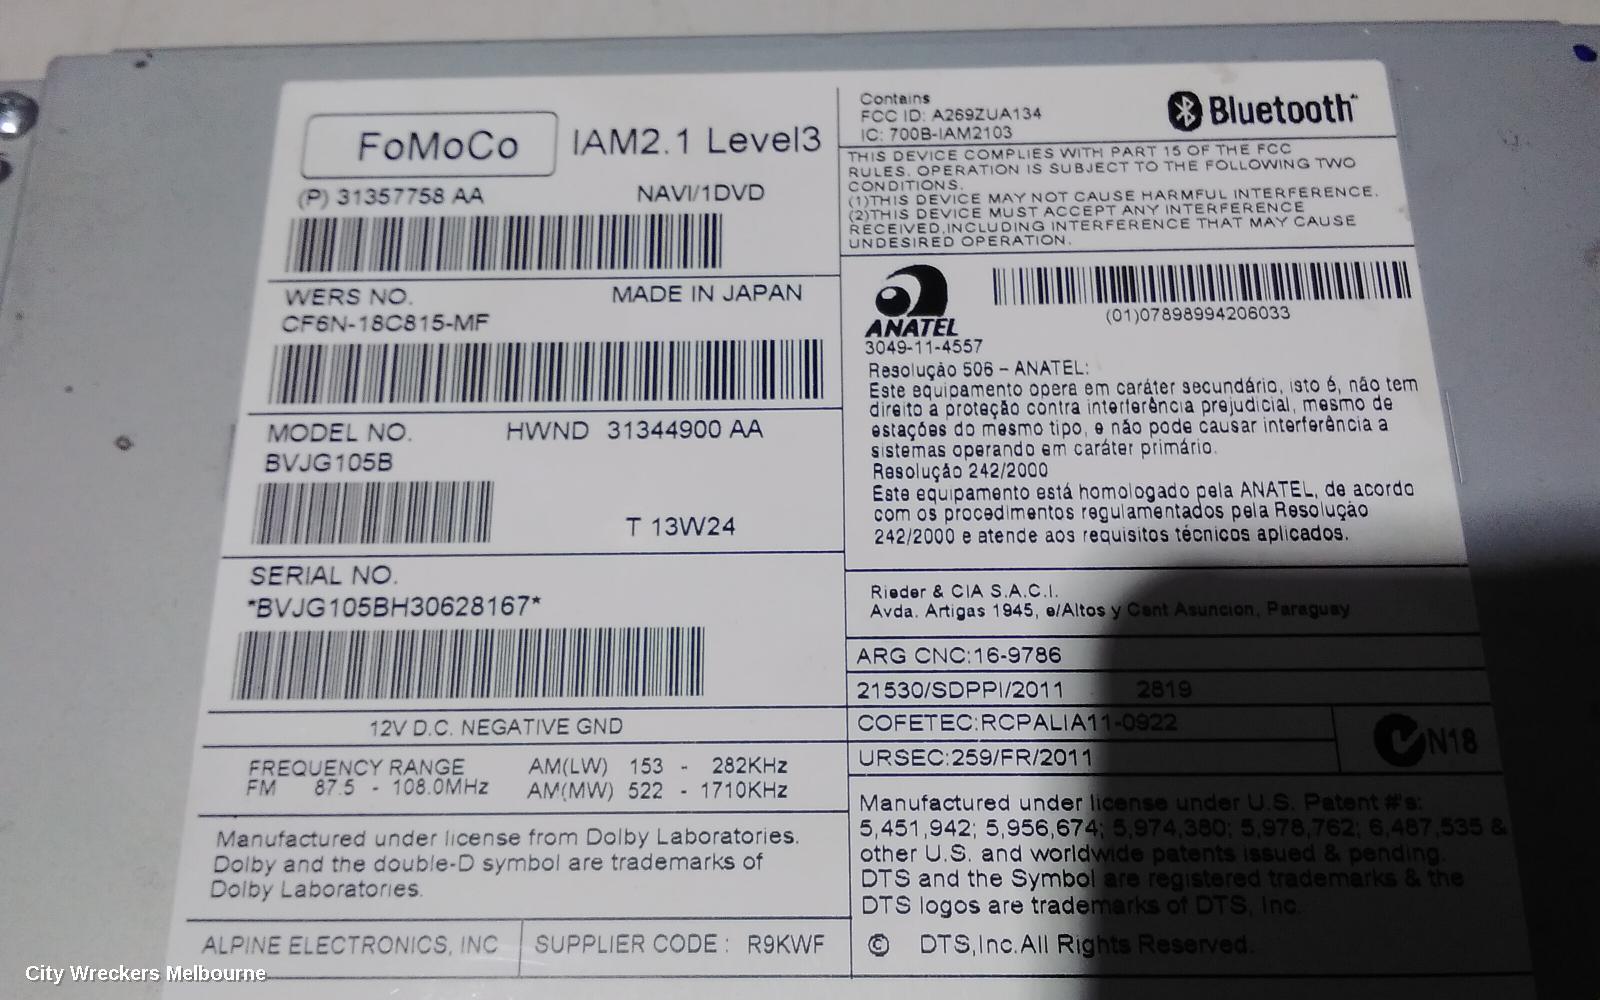 FoMoCo IAM2.1 Level3
(P) 31357758 AA NAVI/1DVD
WERS NO. MADE IN JAPAN
CF6N-18C815-MF
MODEL NO. HWND 31344900 AA
BVJG105B
T 13W24
SERIAL NO.
*BVJG105BH30628167*
12V D.C. NEGATIVE GND
FREQUENCY RANGE AM(LW) 153 - 282KHz
FM 87.5 - 108.0MHz AM(MW) 522 - 1710KHz
Manufactured under license from Dolby Laboratories.
Dolby and the double-D symbol are trademarks of
Dolby Laboratories.
ALPINE ELECTRONICS, INC SUPPLIER CODE : R9KWF
Contains
FCC ID: A269ZUA134
IC: 700B-IAM2103
Bluetooth
THIS DEVICE COMPLIES WITH PART 15 OF THE FCC
RULES. OPERATION IS SUBJECT TO THE FOLLOWING TWO
CONDITIONS.
(1)THIS DEVICE MAY NOT CAUSE HARMFUL INTERFERENCE.
(2)THIS DEVICE MUST ACCEPT ANY INTERFERENCE
RECEIVED,INCLUDING INTERFERENCE THAT MAY CAUSE
UNDESIRED OPERATION.
ANATEL
(01)07898994206033
3049-11-4557
Resolução 506 – ANATEL:
Este equipamento opera em caráter secundário, isto é, não tem
direito a proteção contra interferência prejudicial, mesmo de
estações do mesmo tipo, e não pode causar interferência a
sistemas operando em caráter primário.
Resolução 242/2000
Este equipamento está homologado pela ANATEL, de acordo
com os procedimentos regulamentados pela Resolução
242/2000 e atende aos requisitos técnicos aplicados.
Rieder & CIA S.A.C.I.
Avda. Artigas 1945, e/Altos y Cent Asuncion, Paraguay
ARG CNC:16-9786
21530/SDPPI/2011 2819
COFETEC:RCPALIA11-0922
N18
URSEC:259/FR/2011
Manufactured under license under U.S. Patent #'s:
5,451,942; 5,956,674; 5,974,380; 5,978,762; 6,487,535 &
other U.S. and worldwide patents issued & pending.
DTS and the Symbol are registered trademarks & the
DTS logos are trademarks of DTS, Inc.
© DTS,Inc.All Rights Reserved.
City Wreckers Melbourne